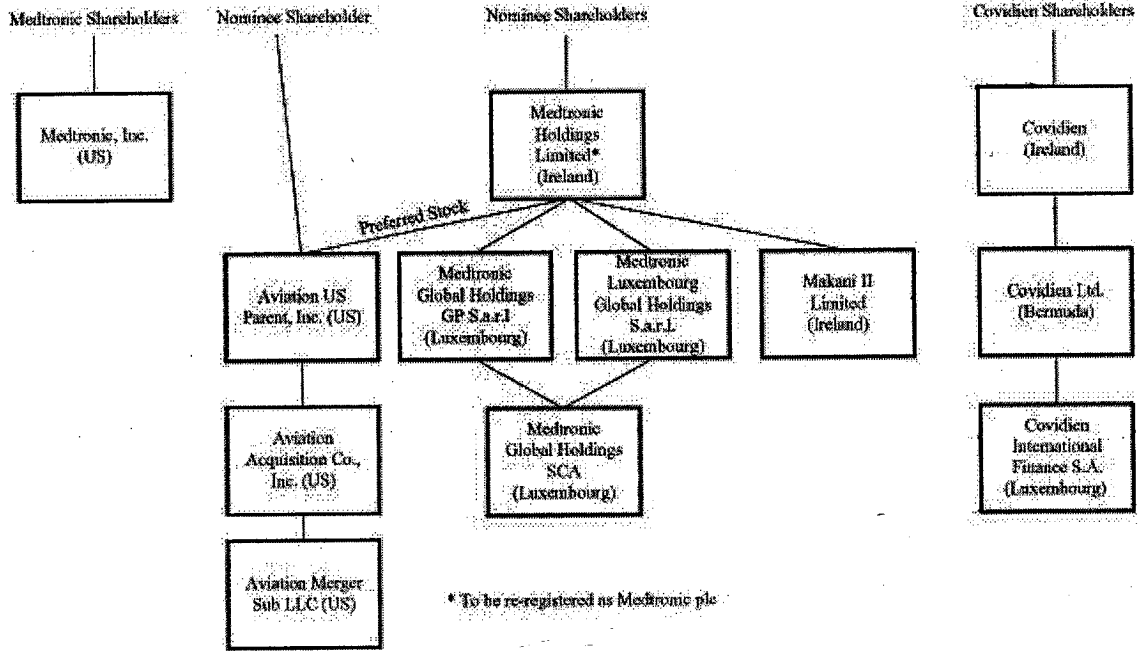 Medtronic Shareholders
Nominee Shareholder
Nominee Shareholders
Covidien Shareholders
Medtronic, Inc.
(US)
Medtronic
Holdings
Limited*
(Ireland)
Covidien
(Ireland)
Preferred Stock
Aviation US
Parent, Inc. (US)
Medtronic
Global Holdings
GP S.a.r.l
(Luxembourg)
Medtronic
Luxembourg
Global Holdings
S.a.r.l.
(Luxembourg)
Makani II
Limited
(Ireland)
Covidien Ltd.
(Bermuda)
Aviation
Acquisition Co.,
Inc. (US)
Medtronic
Global Holdings
SCA
(Luxembourg)
Covidien
International
Finance S.A.
(Luxembourg)
Aviation Merger
Sub LLC (US)
* To be re-registered as Medtronic plc